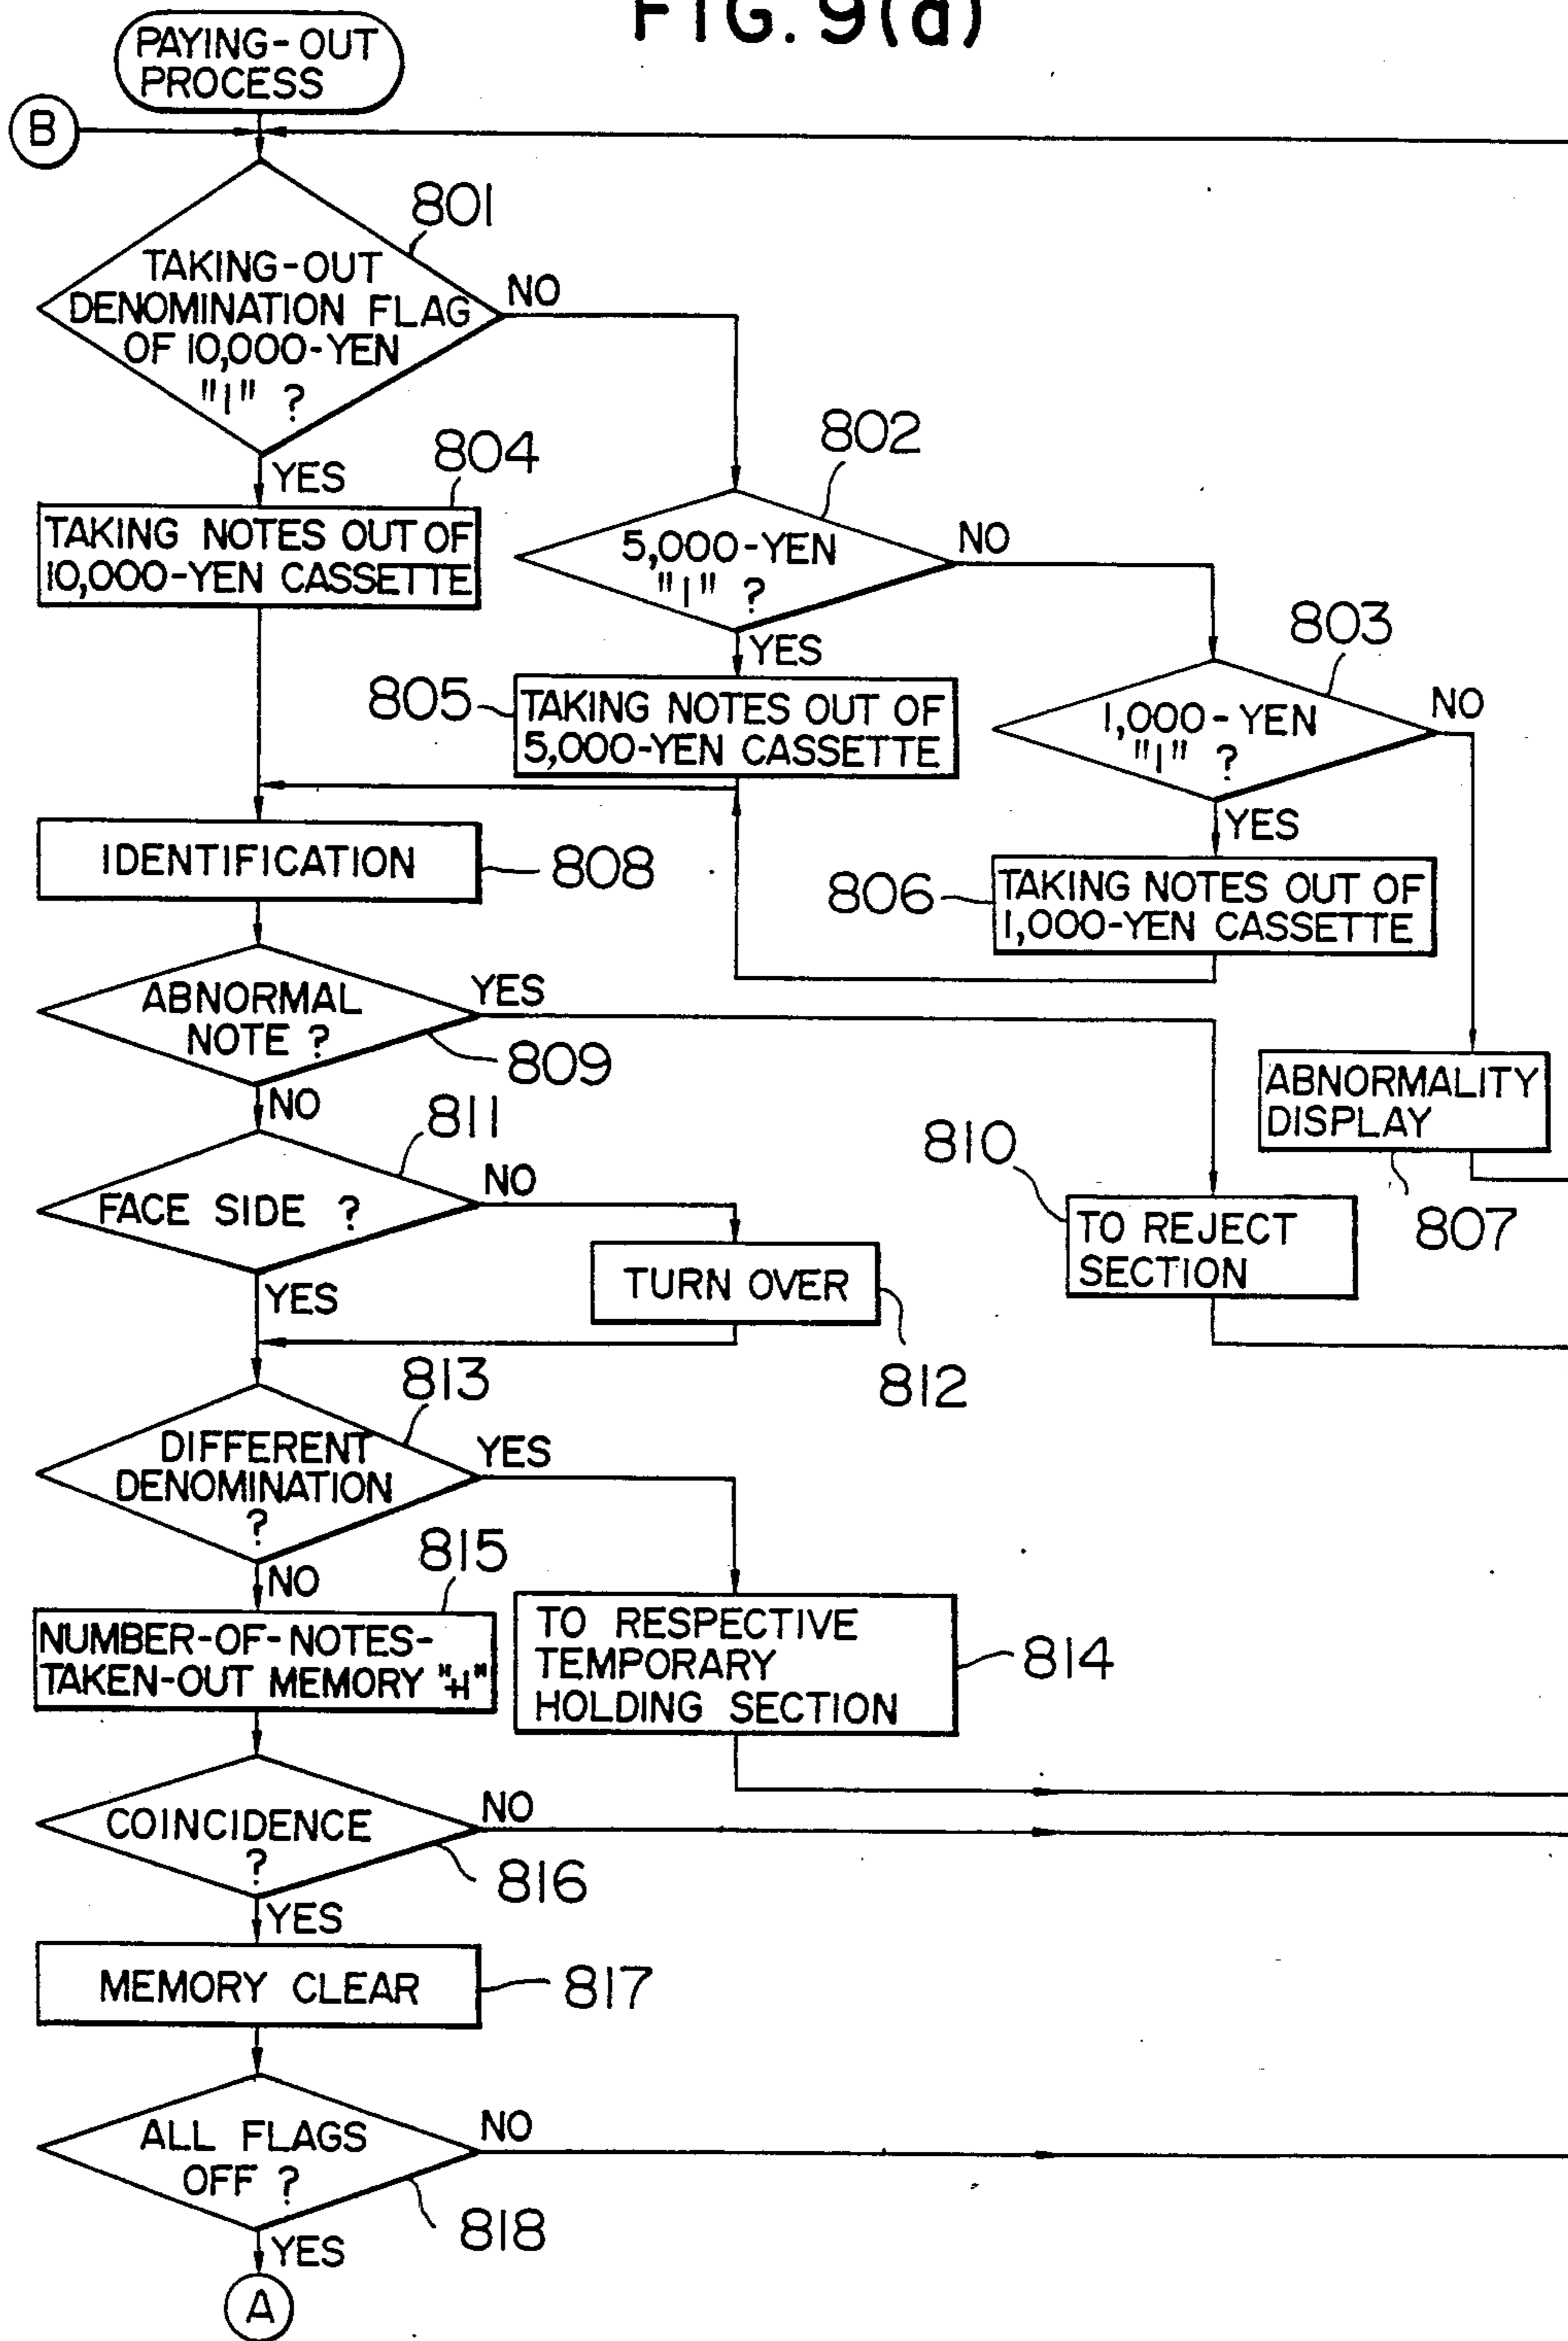 FIG. 9(a)
PAYING-OUT
PROCESS
B
801
TAKING-OUT
DENOMINATION FLAG
OF 10,000-YEN
"1" ?
NO
YES
804
TAKING NOTES OUT OF
10,000-YEN CASSETTE
802
5,000-YEN
"1" ?
NO
YES
805
TAKING NOTES OUT OF
5,000-YEN CASSETTE
803
1,000-YEN
"1" ?
NO
YES
806
TAKING NOTES OUT OF
1,000-YEN CASSETTE
IDENTIFICATION
808
ABNORMAL
NOTE ?
YES
809
NO
ABNORMALITY
DISPLAY
807
810
TO REJECT
SECTION
811
FACE SIDE ?
NO
YES
TURN OVER
812
813
DIFFERENT
DENOMINATION
?
YES
NO
815
NUMBER-OF-NOTES-
TAKEN-OUT MEMORY "+1"
TO RESPECTIVE
TEMPORARY
HOLDING SECTION
814
COINCIDENCE
?
NO
816
YES
MEMORY CLEAR
817
ALL FLAGS
OFF ?
NO
818
YES
A